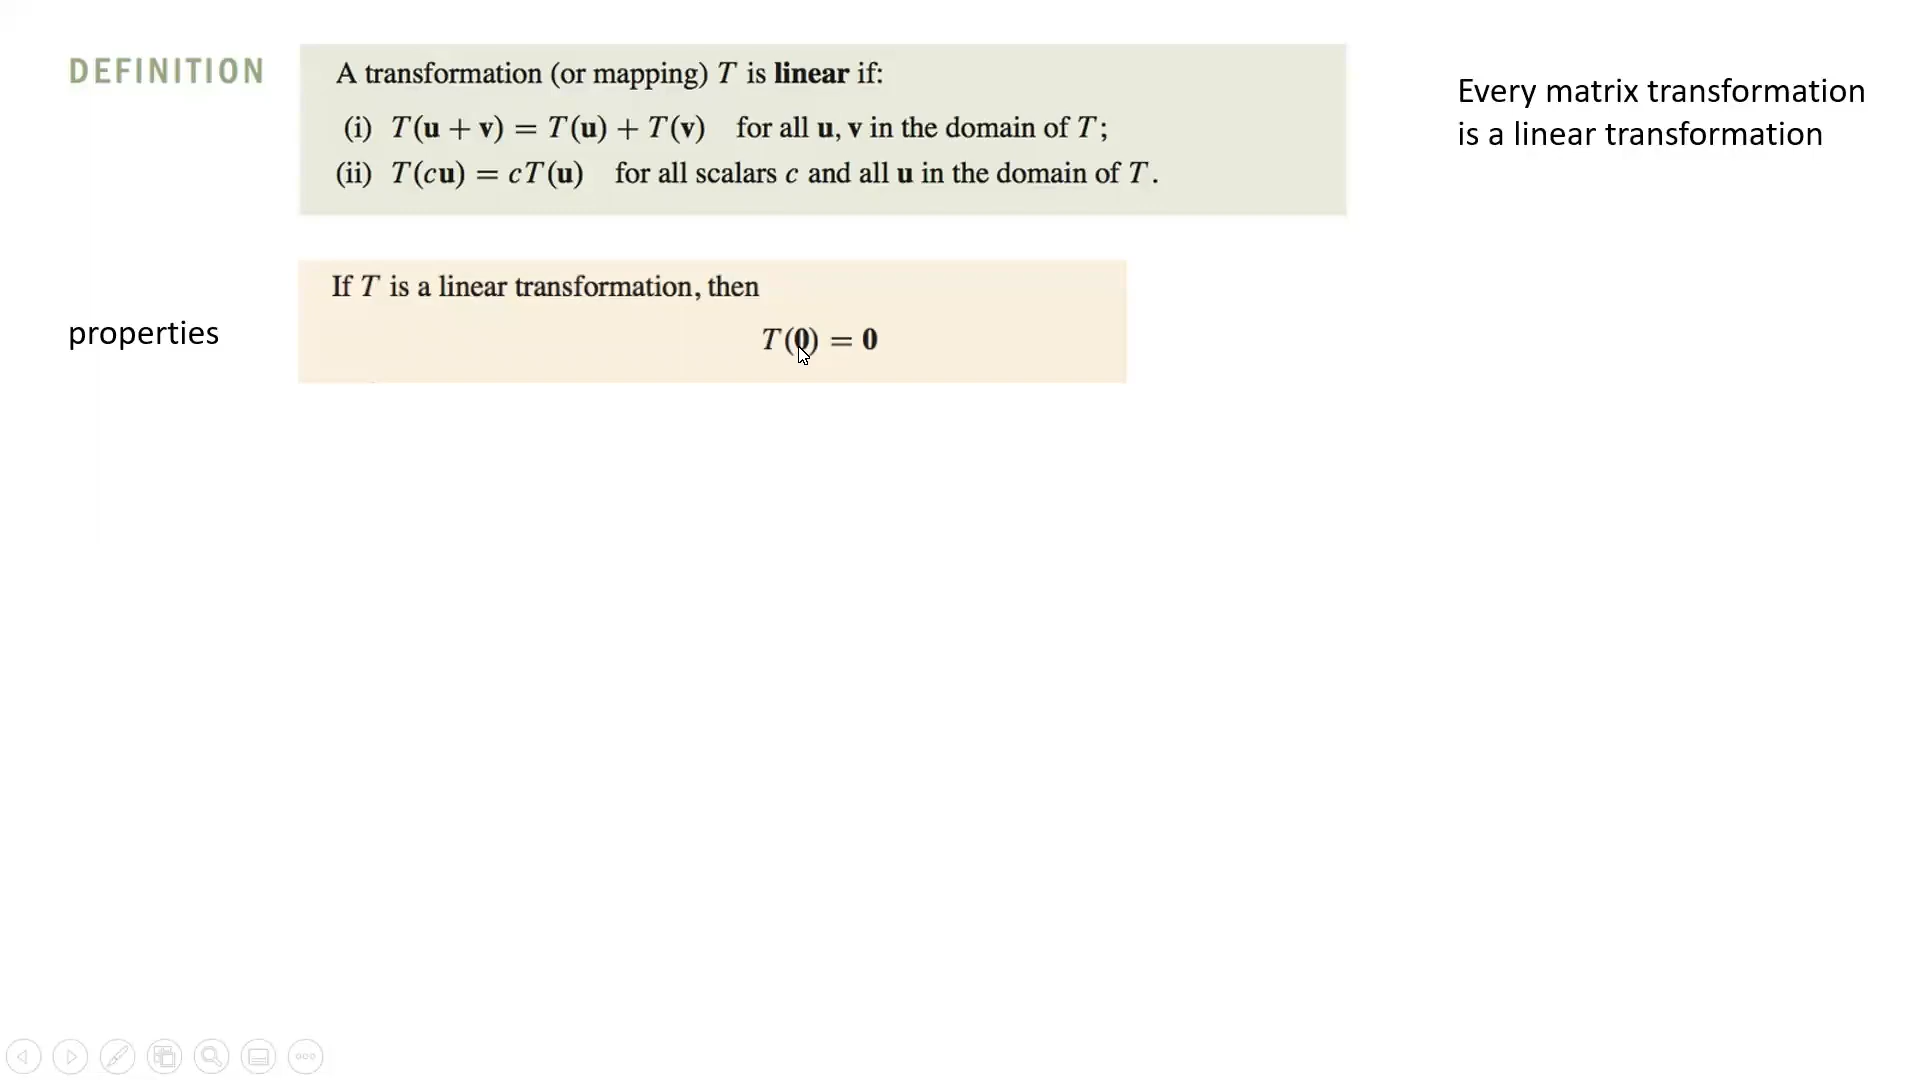 DEFINITION
A transformation (or mapping) T is linear if:
(i) T(u + v) = T(u) + T(v) for all u, v in the domain of T;
(ii) T(cu) = cT(u) for all scalars c and all u in the domain of T.
Every matrix transformation
is a linear transformation
properties
If T is a linear transformation, then
T(0) = 0